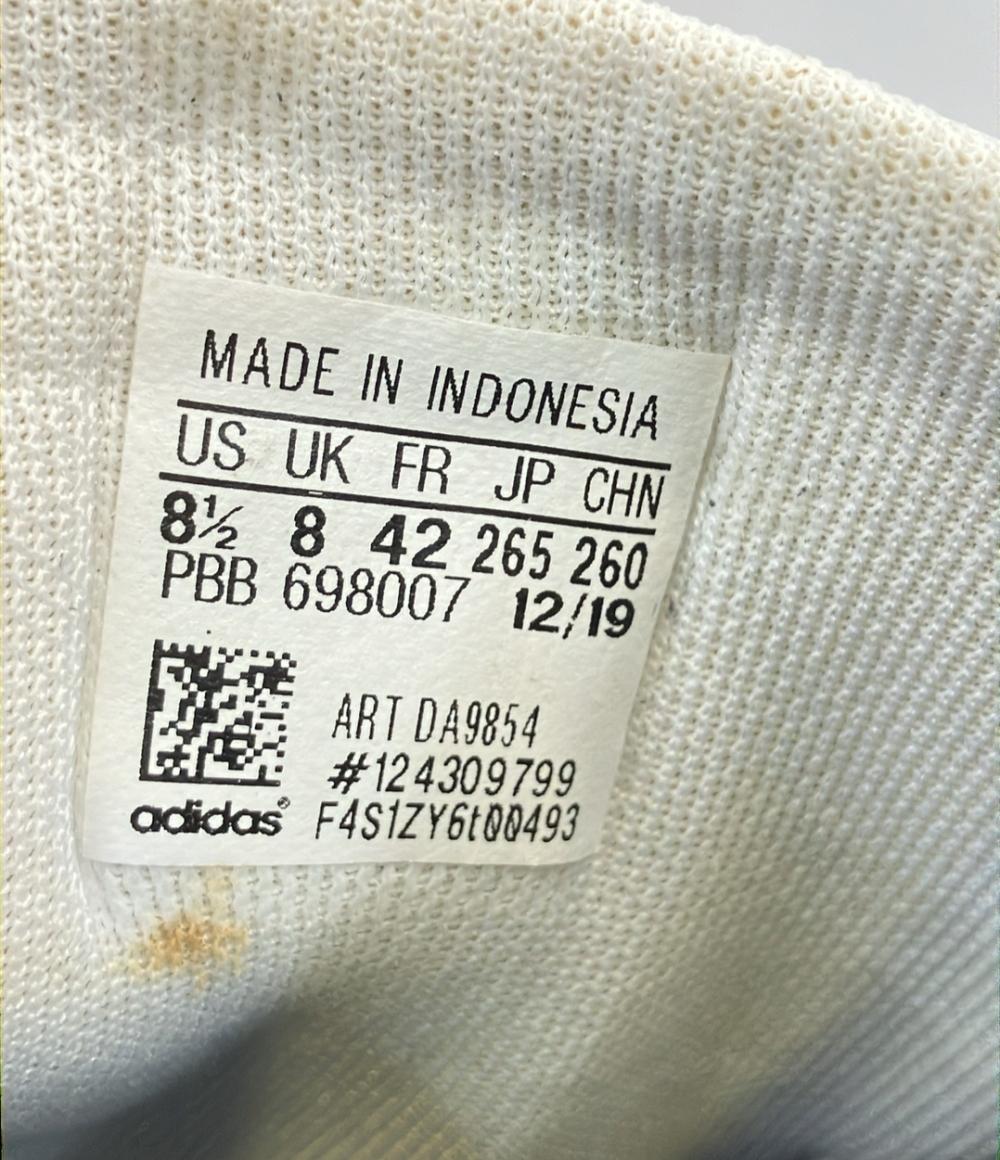 MADE IN INDONESIA
US UK FR JP CHN
8½ 8 42 265 260
PBB 698007 12/19
ART DA9854
#124309799
adidas® F4S1ZY6t00493